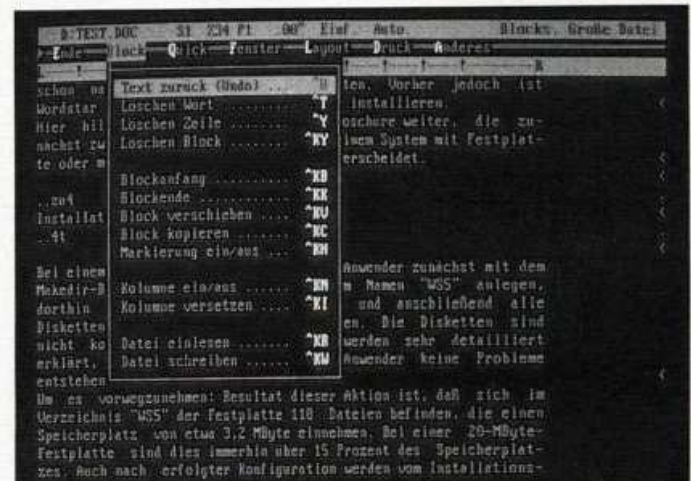 D:TEST.DOC S1 Z34 P1 .00" Einf Auto. Blocks, Große Datei
Ende Block Quick Fenster Layout Druck Anderes
L R
schon ten. Vorher jedoch ist
Wordstar installieren. <
Hier hil oschure weiter, die zu-
nächst zw inem System mit Festplat-
te oder m erscheidet. <
Text zurück (Undo) ... ^U
Löschen Wort ........ ^T
Löschen Zeile ........ ^Y
Löschen Block ........ ^KY
Blockanfang .......... ^KB
Blockende ........... ^KK
Block verschieben .... ^KV
Block kopieren ....... ^KC
Markierung ein/aus .... ^KH
Kolumne ein/aus ....... ^KN
Kolumne versetzen .... ^KI
Datei einlesen ....... ^KR
Datei schreiben ...... ^KW
Installat <
Bei einem Anwender zunächst mit dem
Makedir-B m Namen "WS5" anlegen,
dorthin und anschließend alle
Disketten en. Die Disketten sind
nicht ko werden sehr detailliert
erklärt, Anwender keine Probleme
entstehen <
Um es vorwegzunehmen: Resultat dieser Aktion ist, daß sich im
Verzeichnis "WS5" der Festplatte 110 Dateien befinden, die einen
Speicherplatz von etwa 3,2 MByte einnehmen. Bei einer 20-MByte-
Festplatte sind dies immerhin über 15 Prozent des Speicherplat-
zes. Auch nach erfolgter Konfiguration werden vom Installations-